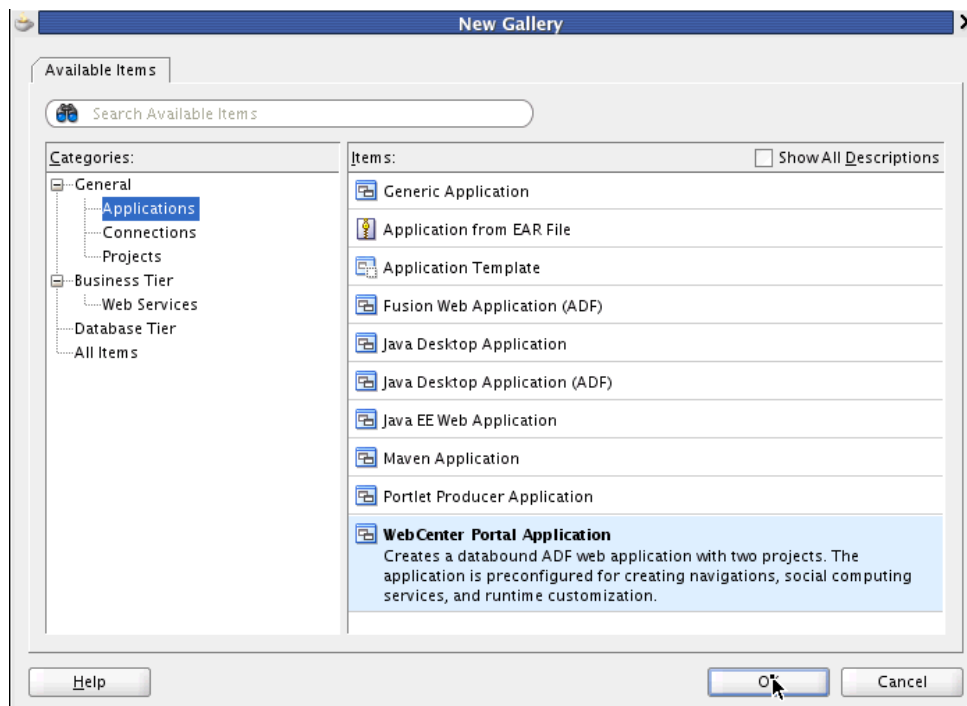 New Gallery
Available Items
Search Available Items
Categories:
General
Applications
Connections
Projects
Business Tier
Web Services
Database Tier
All Items
Items:
Show All Descriptions
Generic Application
Application from EAR File
Application Template
Fusion Web Application (ADF)
Java Desktop Application
Java Desktop Application (ADF)
Java EE Web Application
Maven Application
Portlet Producer Application
WebCenter Portal Application
Creates a databound ADF web application with two projects. The
application is preconfigured for creating navigations, social computing
services, and runtime customization.
Help
OK
Cancel